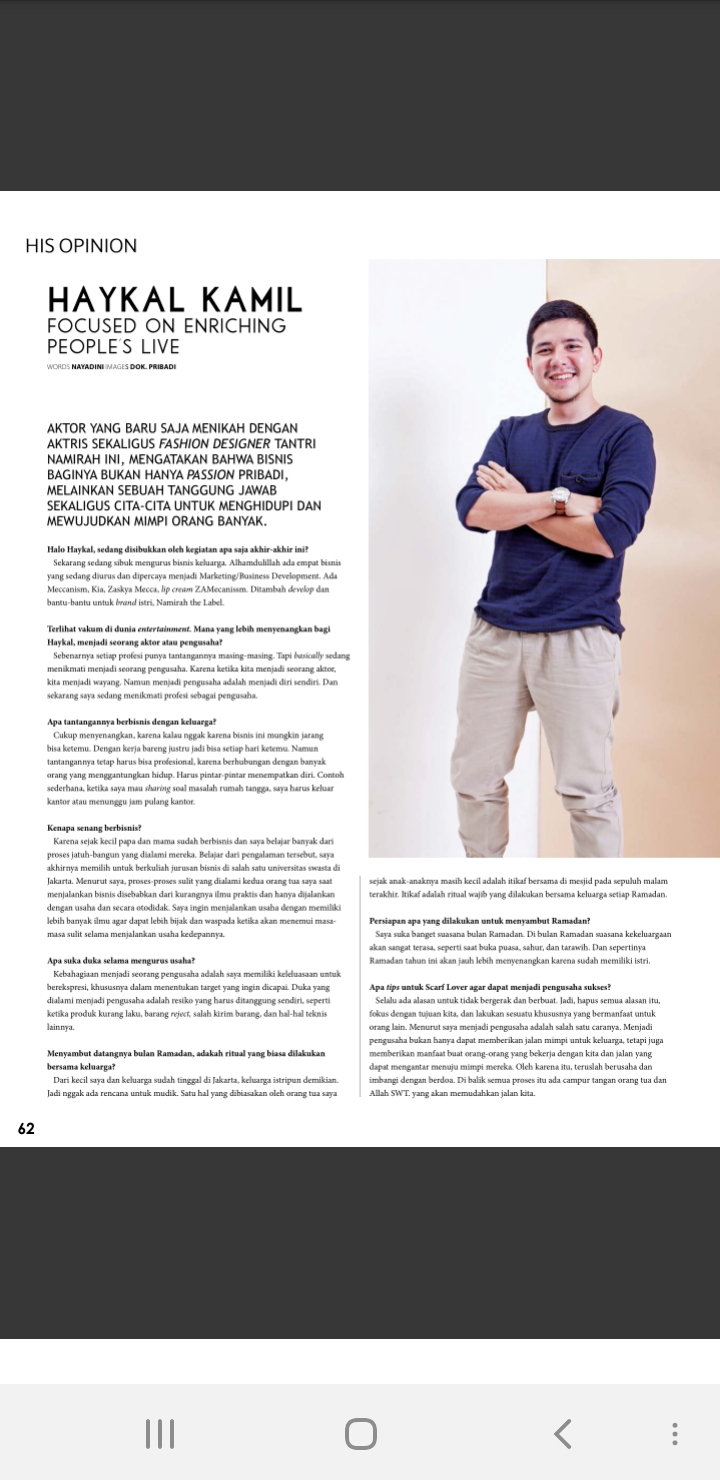 HIS OPINION
HAYKAL KAMIL
FOCUSED ON ENRICHING
PEOPLE'S LIVE
WORDS NAYADINI IMAGES DOK. PRIBADI
AKTOR YANG BARU SAJA MENIKAH DENGAN
AKTRIS SEKALIGUS FASHION DESIGNER TANTRI
NAMIRAH INI, MENGATAKAN BAHWA BISNIS
BAGINYA BUKAN HANYA PASSION PRIBADI,
MELAINKAN SEBUAH TANGGUNG JAWAB
SEKALIGUS CITA-CITA UNTUK MENGHIDUPI DAN
MEWUJUDKAN MIMPI ORANG BANYAK.
Halo Haykal, sedang disibukkan oleh kegiatan apa saja akhir-akhir ini?
Sekarang sedang sibuk mengurus bisnis keluarga. Alhamdulillah ada empat bisnis
yang sedang diurus dan dipercaya menjadi Marketing/Business Development. Ada
Meccanism, Kia, Zaskya Mecca, lip cream ZAMecanissm. Ditambah develop dan
bantu-bantu untuk brand istri, Namirah the Label.
Terlihat vakum di dunia entertainment. Mana yang lebih menyenangkan bagi
Haykal, menjadi seorang aktor atau pengusaha?
Sebenarnya setiap profesi punya tantangannya masing-masing. Tapi basically sedang
menikmati menjadi seorang pengusaha. Karena ketika kita menjadi seorang aktor,
kita menjadi wayang. Namun menjadi pengusaha adalah menjadi diri sendiri. Dan
sekarang saya sedang menikmati profesi sebagai pengusaha.
Apa tantangannya berbisnis dengan keluarga?
Cukup menyenangkan, karena kalau nggak karena bisnis ini mungkin jarang
bisa ketemu. Dengan kerja bareng justru jadi bisa setiap hari ketemu. Namun
tantangannya tetap harus bisa profesional, karena berhubungan dengan banyak
orang yang menggantungkan hidup. Harus pintar-pintar menempatkan diri. Contoh
sederhana, ketika saya mau sharing soal masalah rumah tangga, saya harus keluar
kantor atau menunggu jam pulang kantor.
Kenapa senang berbisnis?
Karena sejak kecil papa dan mama sudah berbisnis dan saya belajar banyak dari
proses jatuh-bangun yang dialami mereka. Belajar dari pengalaman tersebut, saya
akhirnya memilih untuk berkuliah jurusan bisnis di salah satu universitas swasta di
Jakarta. Menurut saya, proses-proses sulit yang dialami kedua orang tua saya saat
menjalankan bisnis disebabkan dari kurangnya ilmu praktis dan hanya dijalankan
dengan usaha dan secara otodidak. Saya ingin menjalankan usaha dengan memiliki
lebih banyak ilmu agar dapat lebih bijak dan waspada ketika akan menemui masa-
masa sulit selama menjalankan usaha kedepannya.
Apa suka duka selama mengurus usaha?
Kebahagiaan menjadi seorang pengusaha adalah saya memiliki keleluasaan untuk
berekspresi, khususnya dalam menentukan target yang ingin dicapai. Duka yang
dialami menjadi pengusaha adalah resiko yang harus ditanggung sendiri, seperti
ketika produk kurang laku, barang reject, salah kirim barang, dan hal-hal teknis
lainnya.
Menyambut datangnya bulan Ramadan, adakah ritual yang biasa dilakukan
bersama keluarga?
Dari kecil saya dan keluarga sudah tinggal di Jakarta, keluarga istripun demikian.
Jadi nggak ada rencana untuk mudik. Satu hal yang dibiasakan oleh orang tua saya
sejak anak-anaknya masih kecil adalah itikaf bersama di mesjid pada sepuluh malam
terakhir. Itikaf adalah ritual wajib yang dilakukan bersama keluarga setiap Ramadan.
Persiapan apa yang dilakukan untuk menyambut Ramadan?
Saya suka banget suasana bulan Ramadan. Di bulan Ramadan suasana kekeluargaan
akan sangat terasa, seperti saat buka puasa, sahur, dan tarawih. Dan sepertinya
Ramadan tahun ini akan jauh lebih menyenangkan karena sudah memiliki istri.
Apa tips untuk Scarf Lover agar dapat menjadi pengusaha sukses?
Selalu ada alasan untuk tidak bergerak dan berbuat. Jadi, hapus semua alasan itu,
fokus dengan tujuan kita, dan lakukan sesuatu khususnya yang bermanfaat untuk
orang lain. Menurut saya menjadi pengusaha adalah salah satu caranya. Menjadi
pengusaha bukan hanya dapat memberikan jalan mimpi untuk keluarga, tetapi juga
memberikan manfaat buat orang-orang yang bekerja dengan kita dan jalan yang
dapat mengantar menuju mimpi mereka. Oleh karena itu, teruslah berusaha dan
imbangi dengan berdoa. Di balik semua proses itu ada campur tangan orang tua dan
Allah SWT. yang akan memudahkan jalan kita.
62